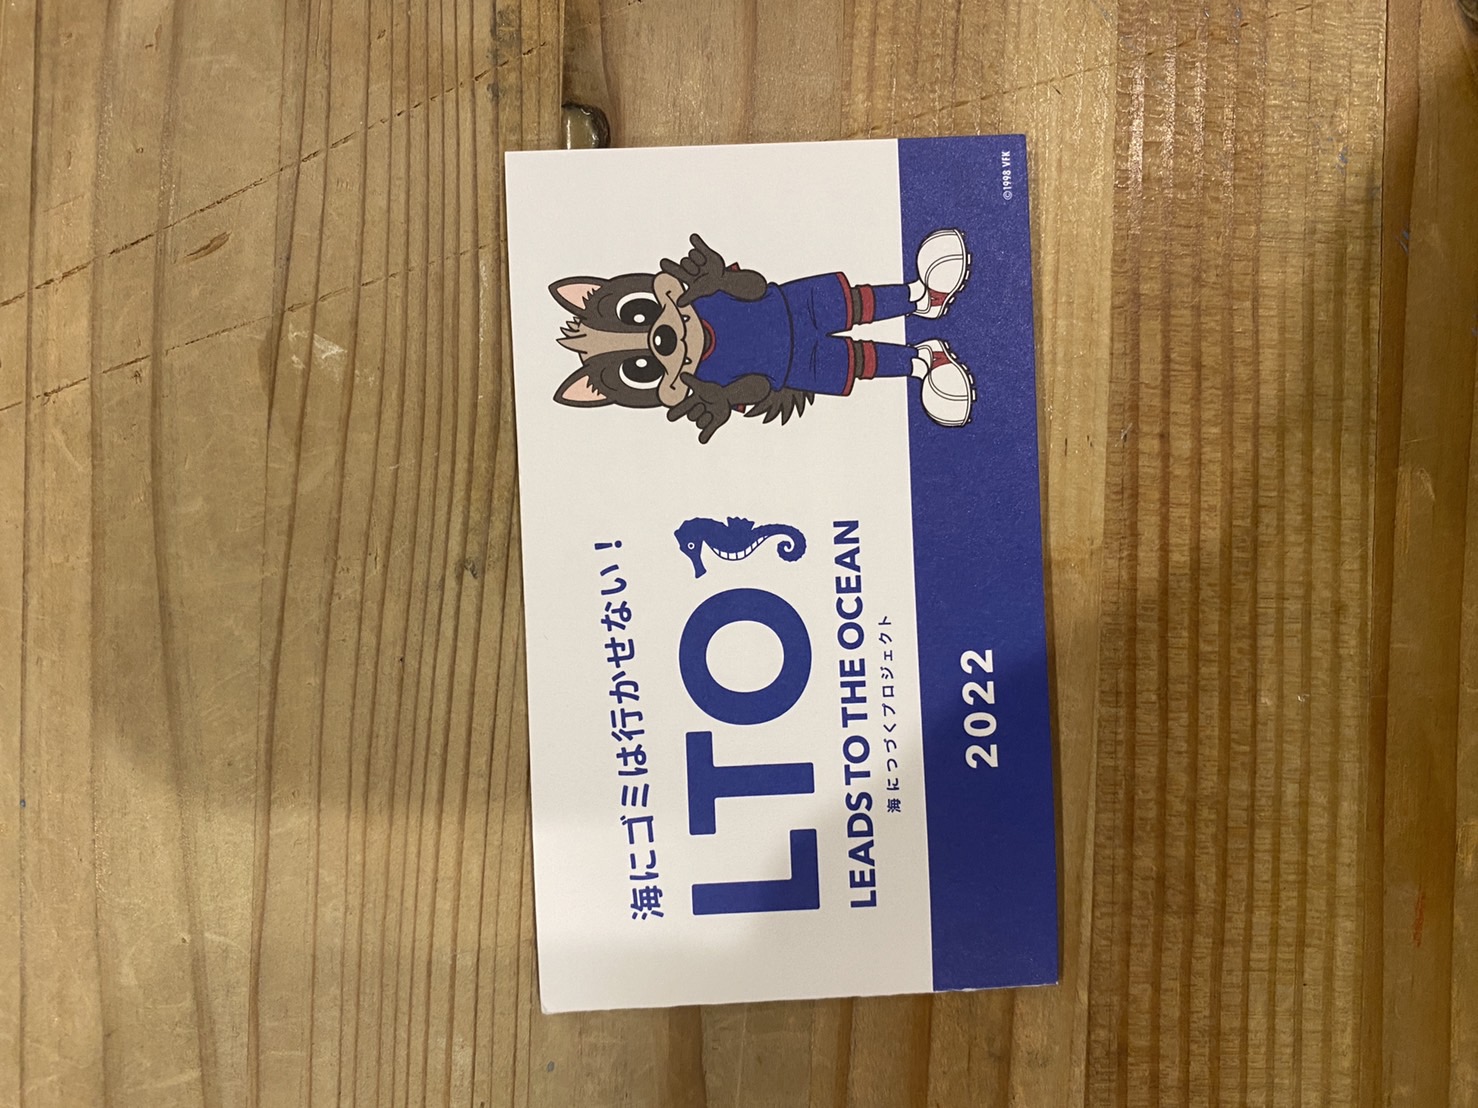 海にゴミは行かせない！
LTO
LEADS TO THE OCEAN
海につづくプロジェクト
2022
©1998 VFK